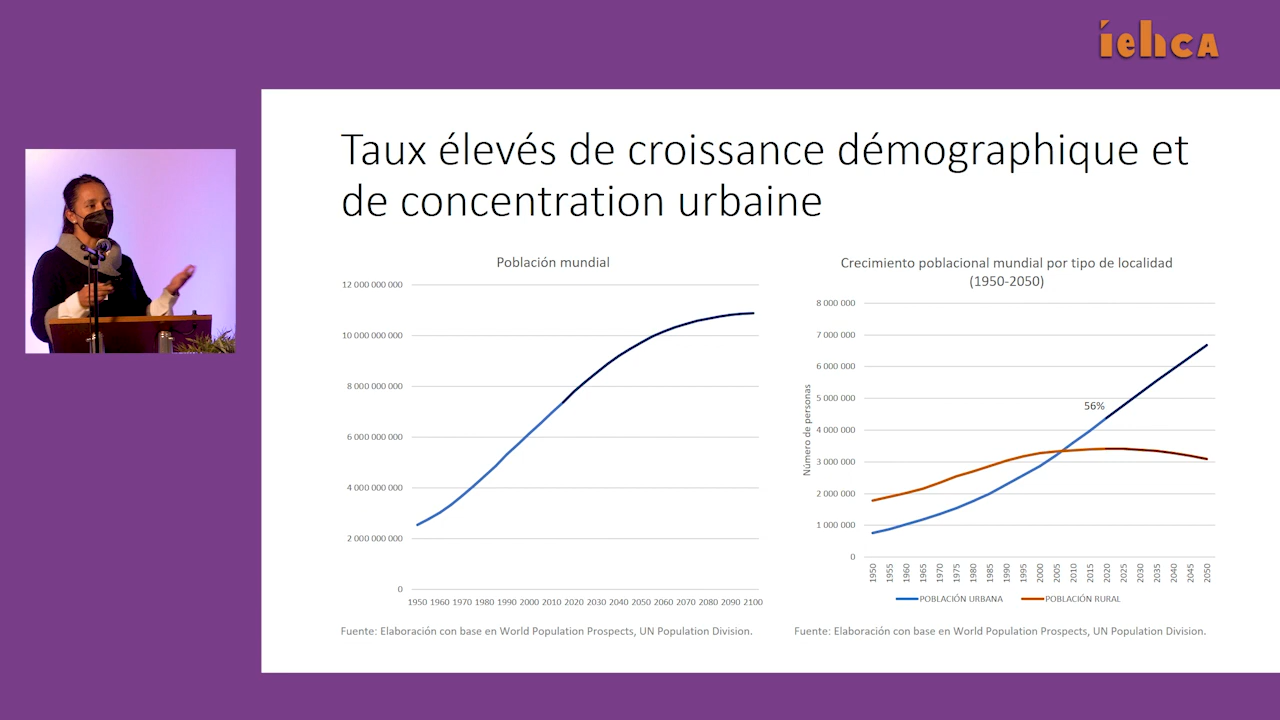 iehca
Taux élevés de croissance démographique et
de concentration urbaine
Población mundial
12 000 000 000
10 000 000 000
8 000 000 000
6 000 000 000
4 000 000 000
2 000 000 000
0
1950 1960 1970 1980 1990 2000 2010 2020 2030 2040 2050 2060 2070 2080 2090 2100
Fuente: Elaboración con base en World Population Prospects, UN Population Division.
Crecimiento poblacional mundial por tipo de localidad
(1950-2050)
Número de personas
8 000 000
7 000 000
6 000 000
5 000 000
4 000 000
3 000 000
2 000 000
1 000 000
0
56%
1950 1955 1960 1965 1970 1975 1980 1985 1990 1995 2000 2005 2010 2015 2020 2025 2030 2035 2040 2045 2050
POBLACIÓN URBANA POBLACIÓN RURAL
Fuente: Elaboración con base en World Population Prospects, UN Population Division.